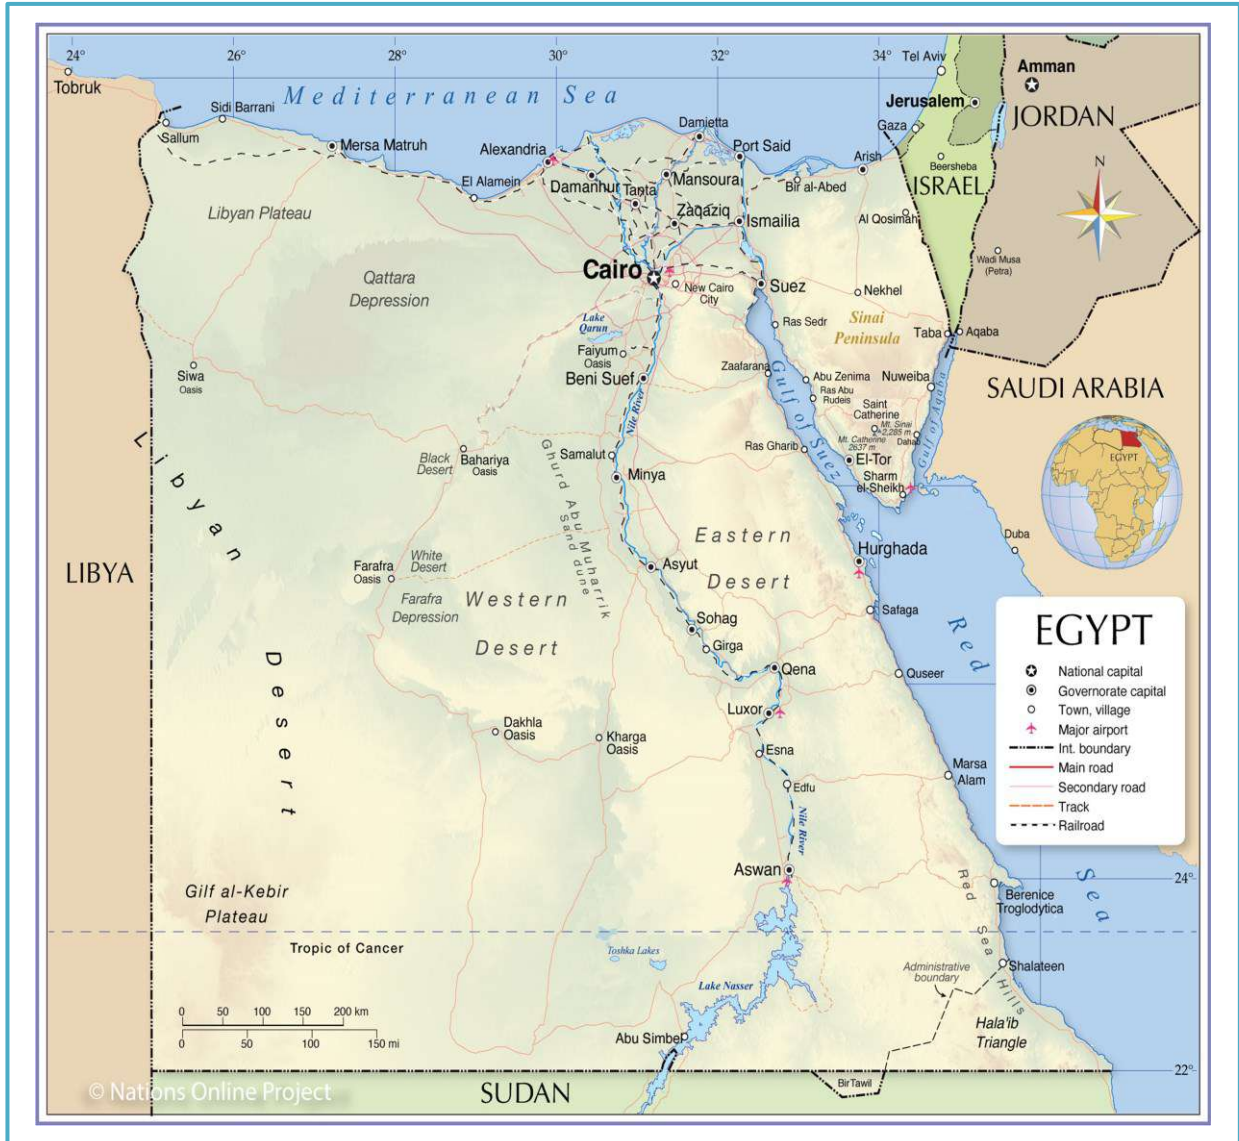 24°
26°
28°
30°
32°
34°
Tobruk
Sallum
Sidi Barrani
Mersa Matruh
Mediterranean Sea
Alexandria
El Alamein
Damanhur
Tanta
Damietta
Mansoura
Port Said
Zaqaziq
Ismailia
Bir al-Abed
Arish
Al Qosimah
Tel Aviv
Jerusalem
Gaza
Beersheba
ISRAEL
Amman
JORDAN
N
Wadi Musa
(Petra)
Libyan Plateau
Qattara
Depression
Cairo
New Cairo
City
Suez
Nekhel
Ras Sedr
Sinai
Peninsula
Taba
Aqaba
Lake
Qarun
Faiyum
Oasis
Beni Suef
Nile River
Zaafarana
Gulf of Suez
Abu Zenima
Ras Abu
Rudeis
Nuweiba
Saint
Catherine
Mt. Sinai
2,285 m
Mt. Catherine
2637 m
Dahab
Gulf of Aqaba
SAUDI ARABIA
EGYPT
Siwa
Oasis
Bahariya
Oasis
Black
Desert
Samalut
Minya
Ghurd Abu Muharrik
Sand dune
Ras Gharib
El-Tor
Sharm
el-Sheikh
Libyan
Desert
LIBYA
Farafra
Oasis
White
Desert
Farafra
Depression
Western
Desert
Eastern
Desert
Asyut
Hurghada
Duba
Sohag
Girga
Safaga
Qena
Quseer
Luxor
Red
Sea
Dakhla
Oasis
Kharga
Oasis
Esna
Edfu
Marsa
Alam
Nile River
Aswan
24°
Berenice
Troglodytica
Red Sea Hills
Gilf al-Kebir
Plateau
Tropic of Cancer
Toshka Lakes
Lake Nasser
Administrative
boundary
Shalateen
Hala'ib
Triangle
Abu Simbel
22°
BirTawil
SUDAN
0 50 100 150 200 km
0 50 100 150 mi
EGYPT
National capital
Governorate capital
Town, village
Major airport
Int. boundary
Main road
Secondary road
Track
Railroad
© Nations Online Project